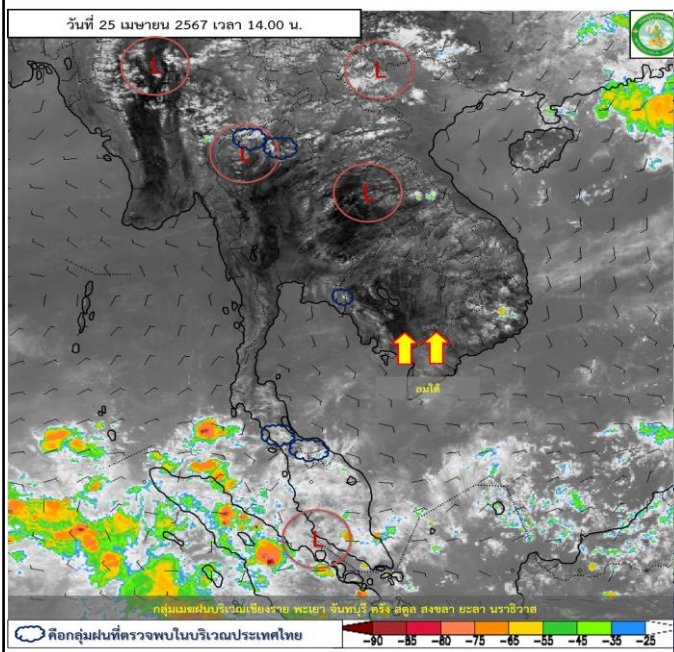 วันที่ 25 เมษายน 2567 เวลา 14.00 น.
L
L
L
L
ลมใต้
L
กลุ่มเมฆฝนบริเวณเชียงราย พะเยา จันทบุรี ตรัง สตูล สงขลา ยะลา นราธิวาส
คือกลุ่มฝนที่ตรวจพบในบริเวณประเทศไทย
-90 -85 -80 -75 -65 -55 -45 -35 -25